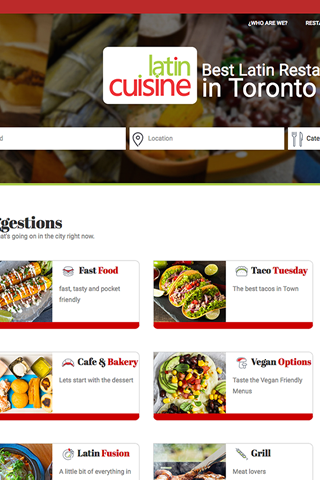 ¿WHO ARE WE?
RESTA
latin
cuisine
Best Latin Resta
in Toronto
d
Location
Cate
ggestions
hat's going on in the city right now.
Fast Food
fast, tasty and pocket
friendly
Taco Tuesday
The best tacos in Town
Cafe & Bakery
Lets start with the dessert
Vegan Options
Taste the Vegan Friendly
Menus
Latin Fusion
A little bit of everything in
Grill
Meat lovers